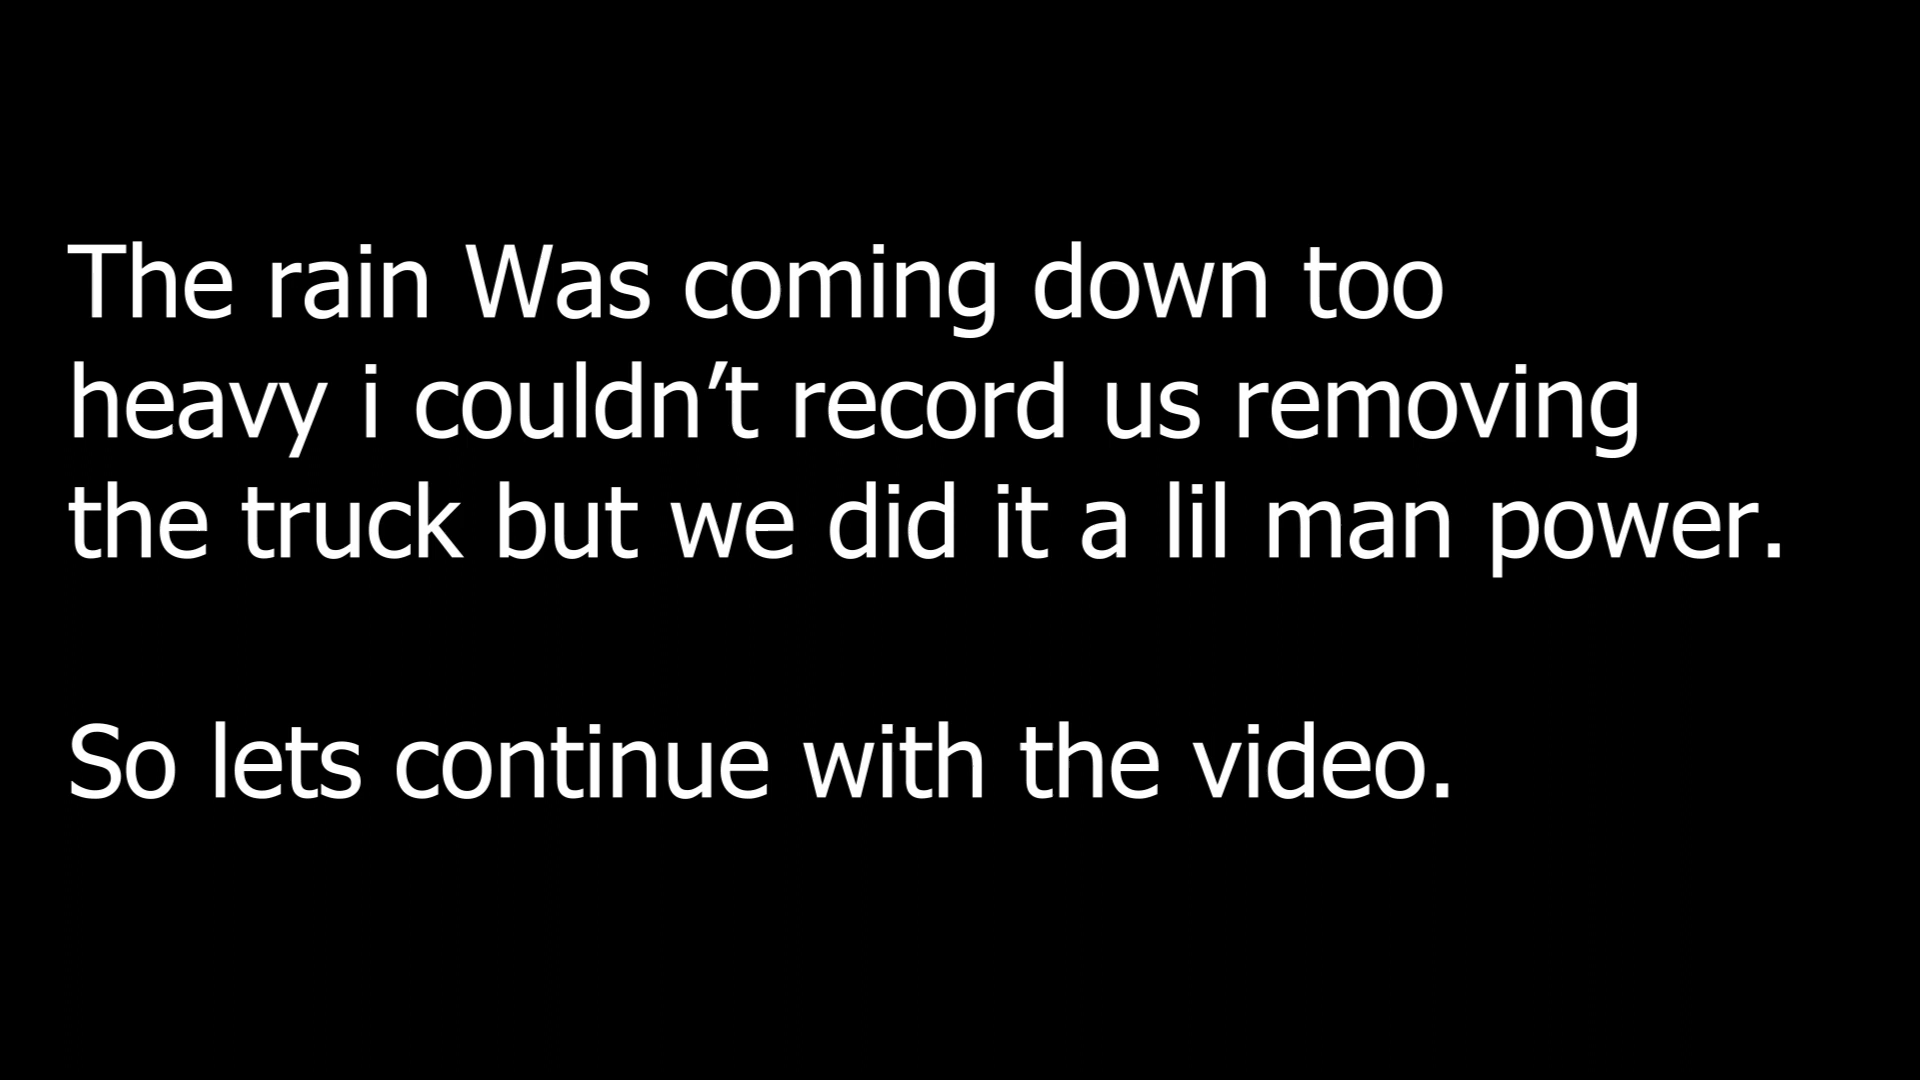 The rain Was coming down too
heavy i couldn’t record us removing
the truck but we did it a lil man power.
So lets continue with the video.